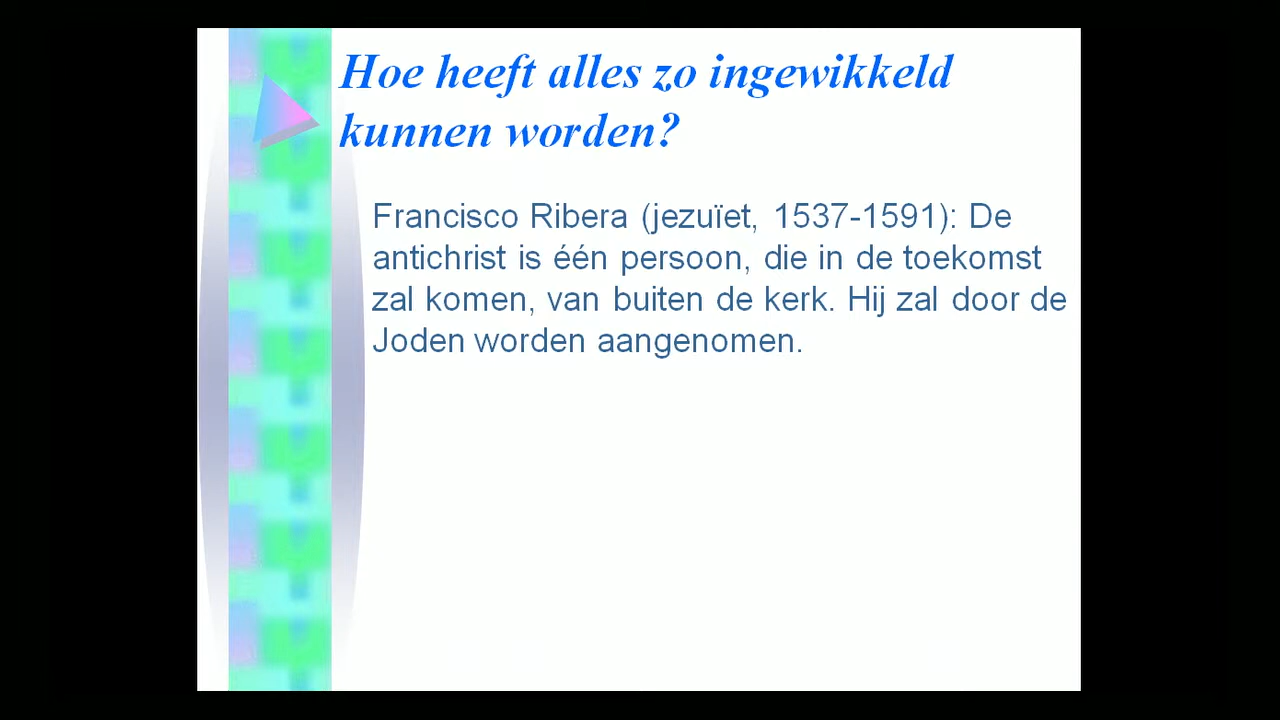 Hoe heeft alles zo ingewikkeld
kunnen worden?
Francisco Ribera (jezuïet, 1537-1591): De
antichrist is één persoon, die in de toekomst
zal komen, van buiten de kerk. Hij zal door de
Joden worden aangenomen.